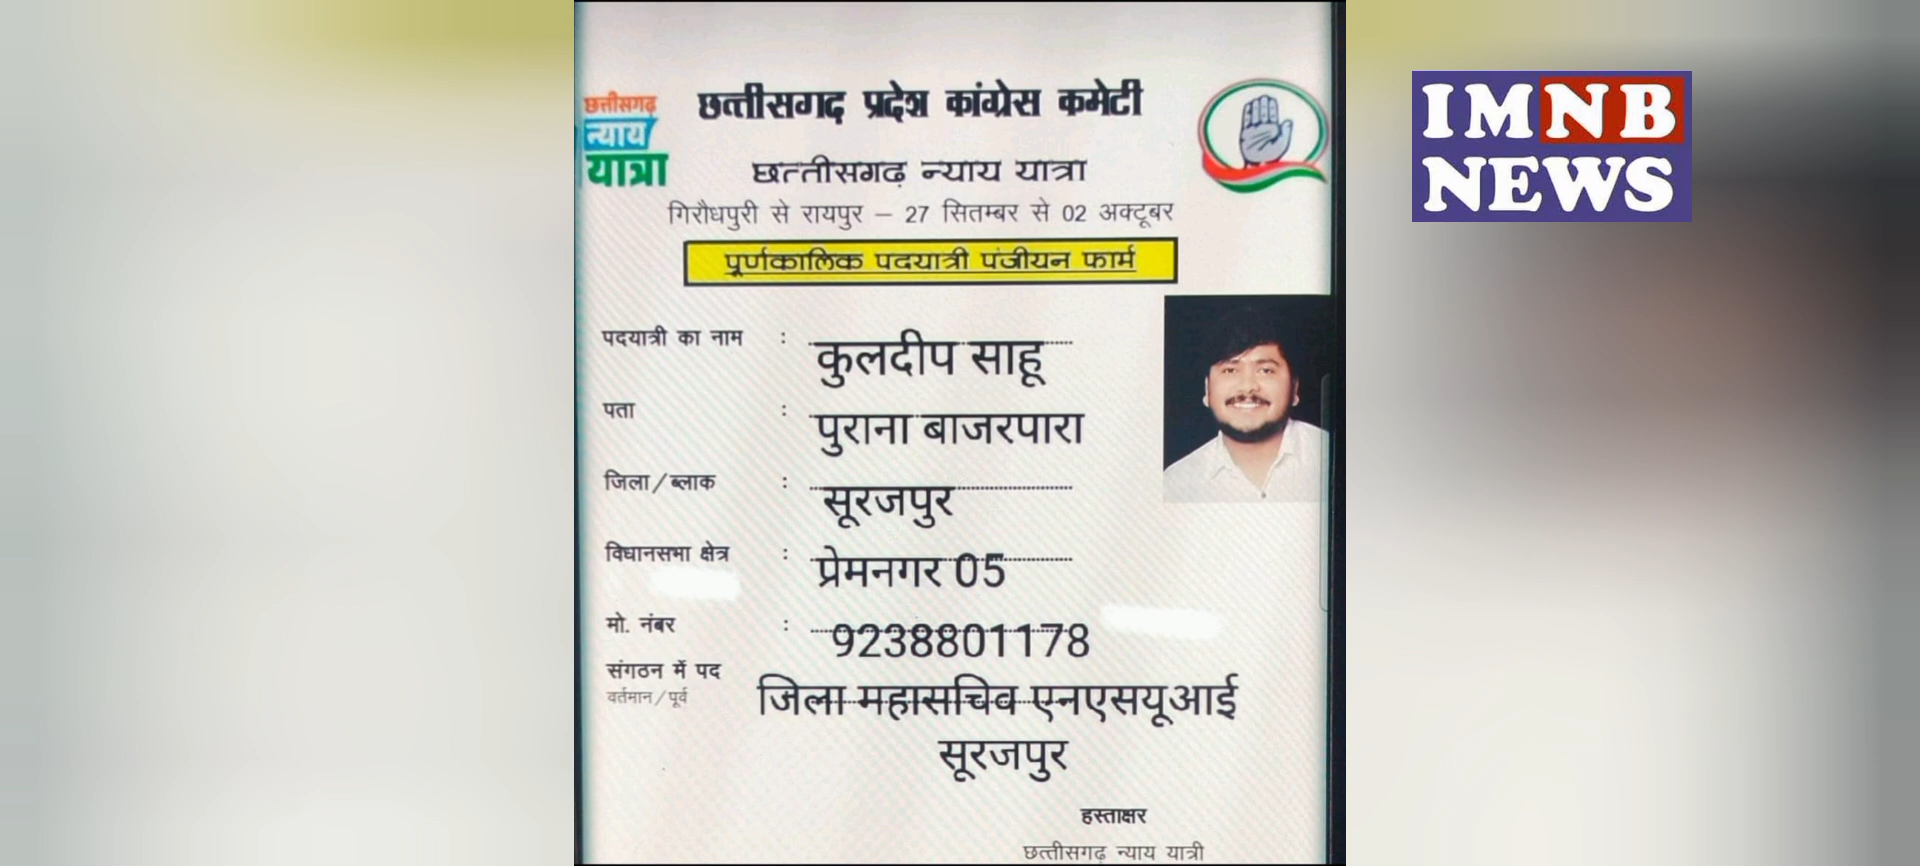 छत्तीसगढ़
न्याय
यात्रा
छत्तीसगढ़ प्रदेश कांग्रेस कमेटी
छत्तीसगढ़ न्याय यात्रा
गिरौधपुरी से रायपुर – 27 सितम्बर से 02 अक्टूबर
पूर्णकालिक पदयात्री पंजीयन फार्म
पदयात्री का नाम : कुलदीप साहू
पता : पुराना बाजरपारा
जिला/ब्लाक : सूरजपुर
विधानसभा क्षेत्र : प्रेमनगर 05
मो. नंबर : 9238801178
संगठन में पद
वर्तमान/पूर्व
जिला महासचिव एनएसयूआई
सूरजपुर
हस्ताक्षर
छत्तीसगढ़ न्याय यात्री
IMNB
NEWS